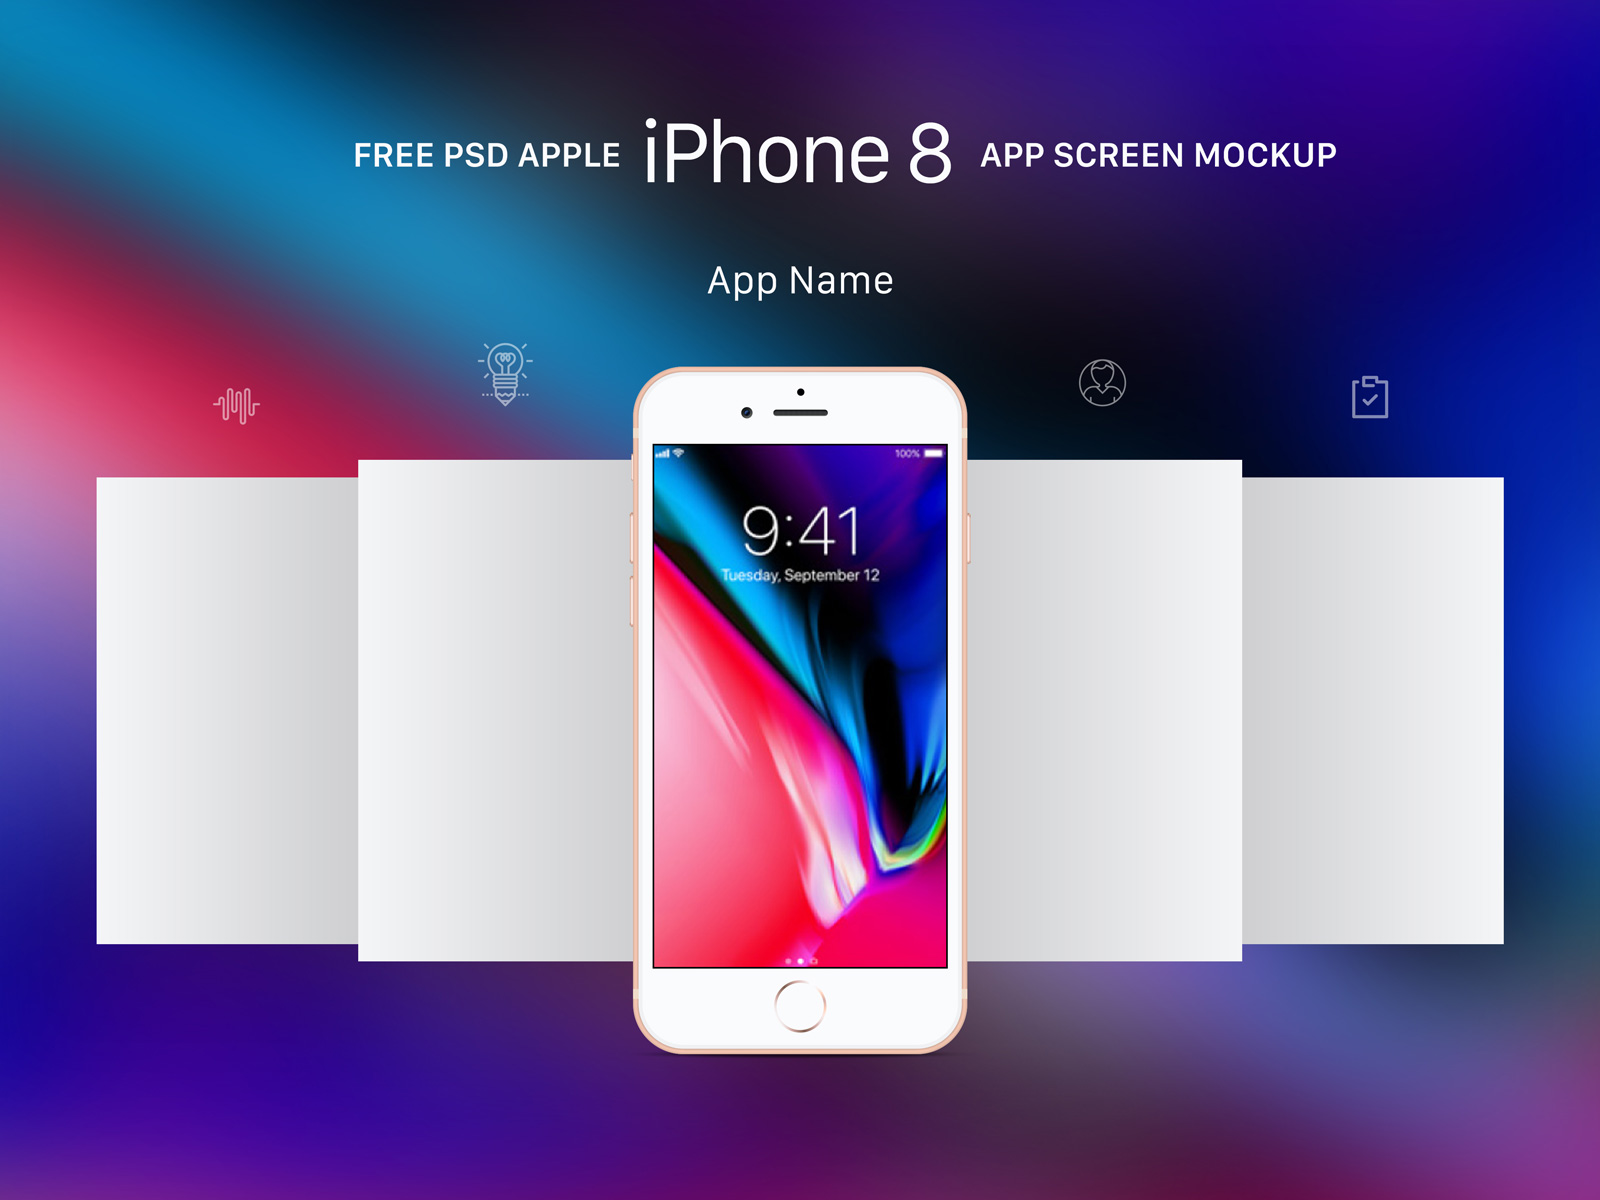 FREE PSD APPLE iPhone 8 APP SCREEN MOCKUP
App Name
100%
9:41
Tuesday, September 12